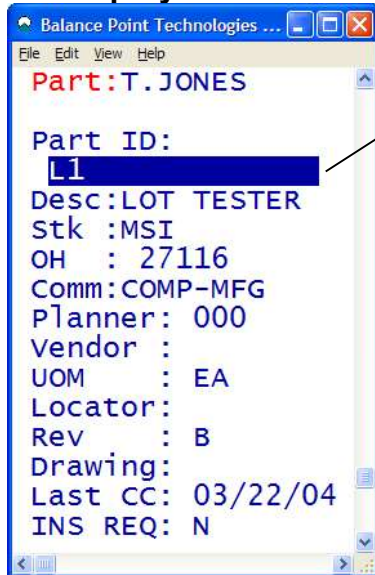 Balance Point Technologies ...
File Edit View Help
Part:T.JONES
Part ID:
L1
Desc:LOT TESTER
Stk :MSI
OH : 27116
Comm:COMP-MFG
Planner: 000
Vendor :
UOM : EA
Locator:
Rev : B
Drawing:
Last CC: 03/22/04
INS REQ: N